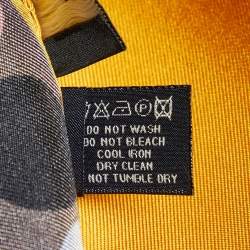 DO NOT WASH
DO NOT BLEACH
COOL IRON
DRY CLEAN
NOT TUMBLE DRY